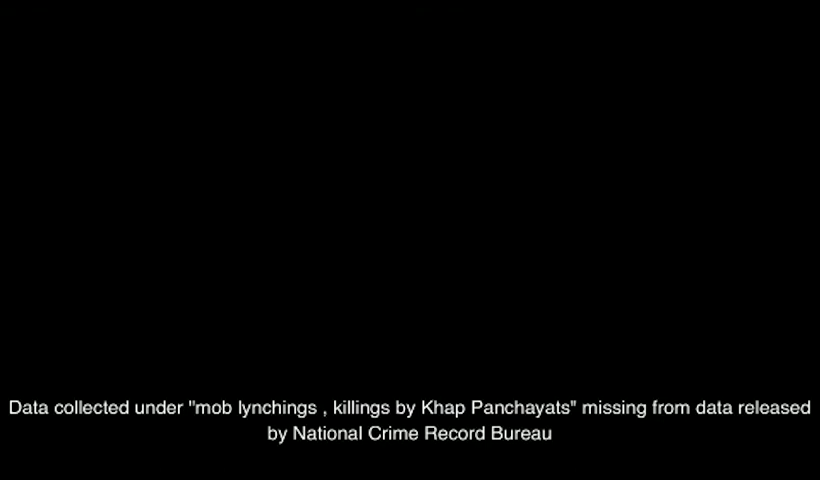 Data collected under "mob lynchings , killings by Khap Panchayats" missing from data released
by National Crime Record Bureau